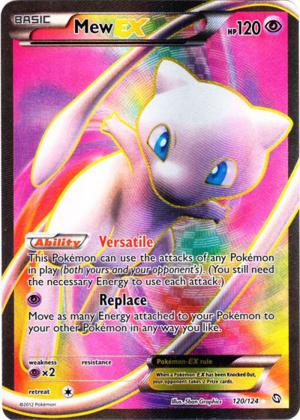 BASIC
Mew EX
HP120
Ability Versatile
This Pokémon can use the attacks of any Pokémon
in play (both yours and your opponent's). (You still need
the necessary Energy to use each attack.)
Replace
Move as many Energy attached to your Pokémon to
your other Pokémon in any way you like.
weakness
×2
resistance
Pokémon-EX rule
When a Pokémon-EX has been Knocked Out,
your opponent takes 2 Prize cards.
retreat
©2012 Pokémon
Illus. 5ban Graphics
120/124